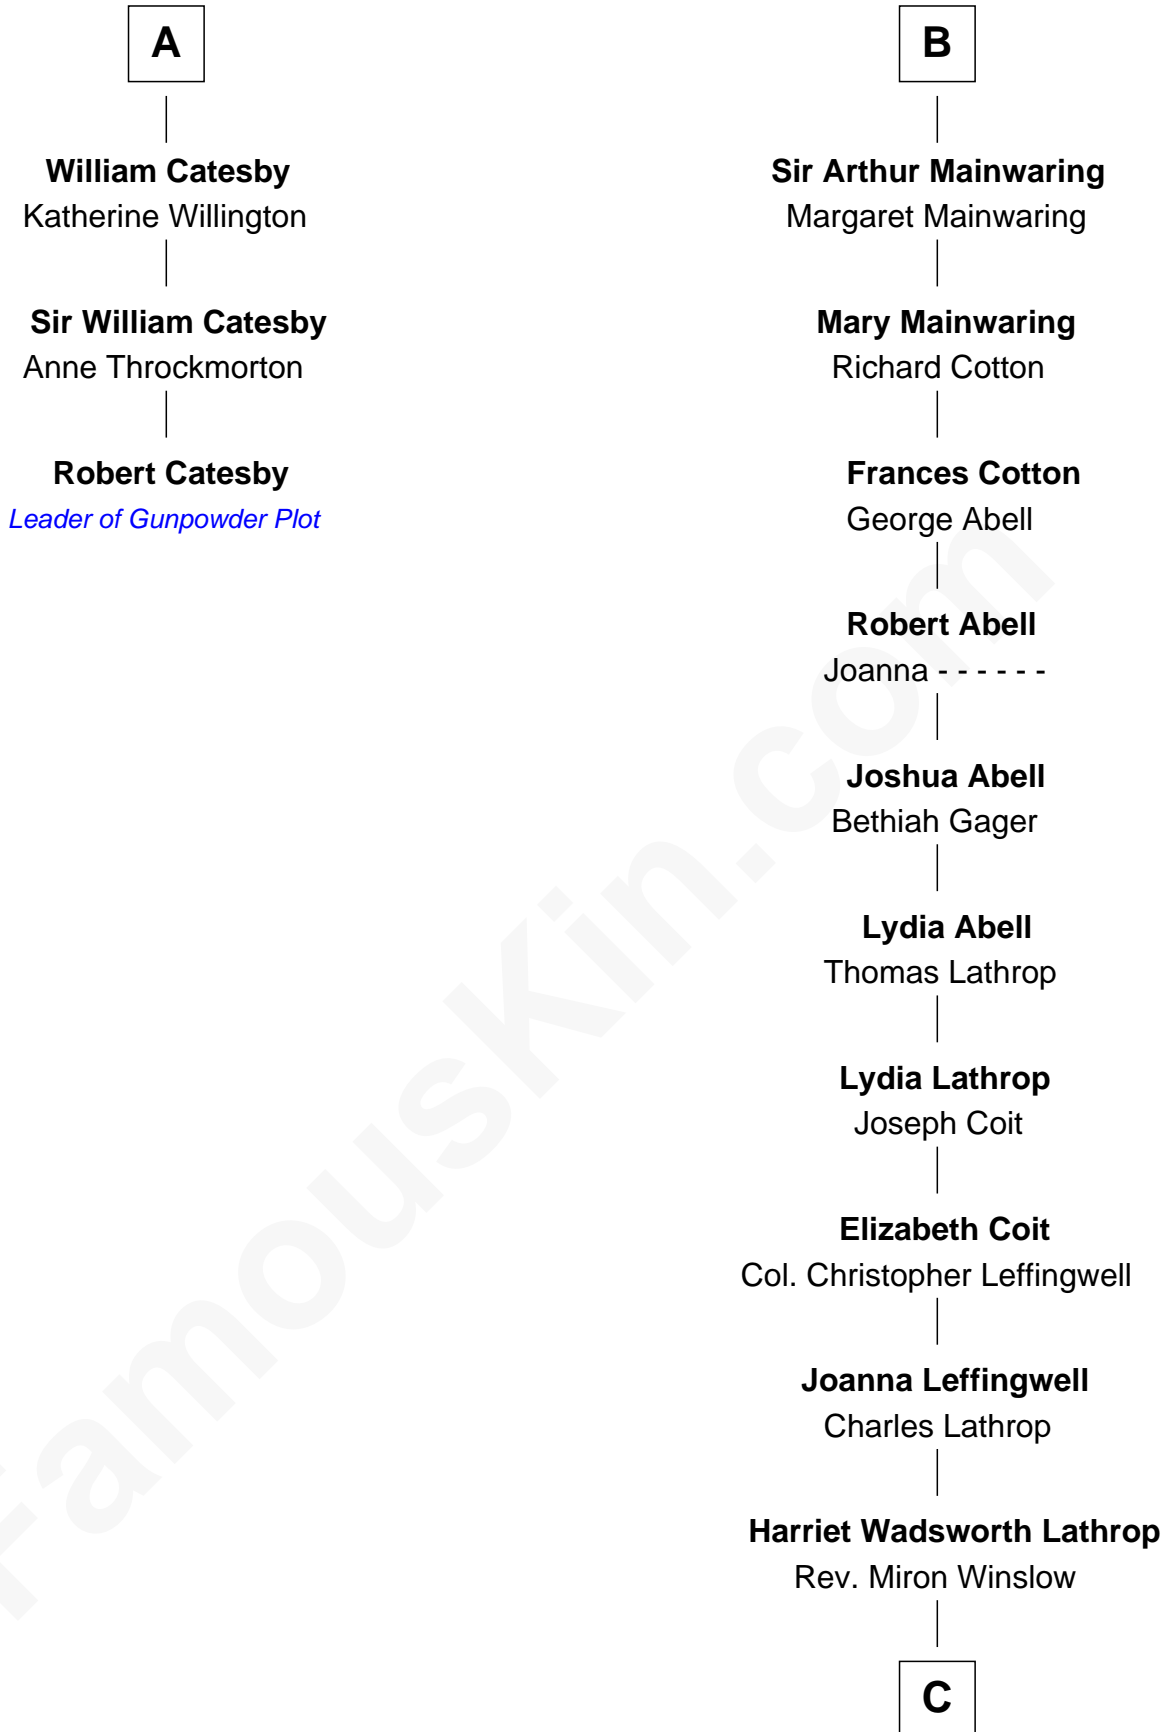 A
William Catesby
Katherine Willington
Sir William Catesby
Anne Throckmorton
Robert Catesby
Leader of Gunpowder Plot
B
Sir Arthur Mainwaring
Margaret Mainwaring
Mary Mainwaring
Richard Cotton
Frances Cotton
George Abell
Robert Abell
Joanna - - - - - -
Joshua Abell
Bethiah Gager
Lydia Abell
Thomas Lathrop
Lydia Lathrop
Joseph Coit
Elizabeth Coit
Col. Christopher Leffingwell
Joanna Leffingwell
Charles Lathrop
Harriet Wadsworth Lathrop
Rev. Miron Winslow
C
FamousKin.com